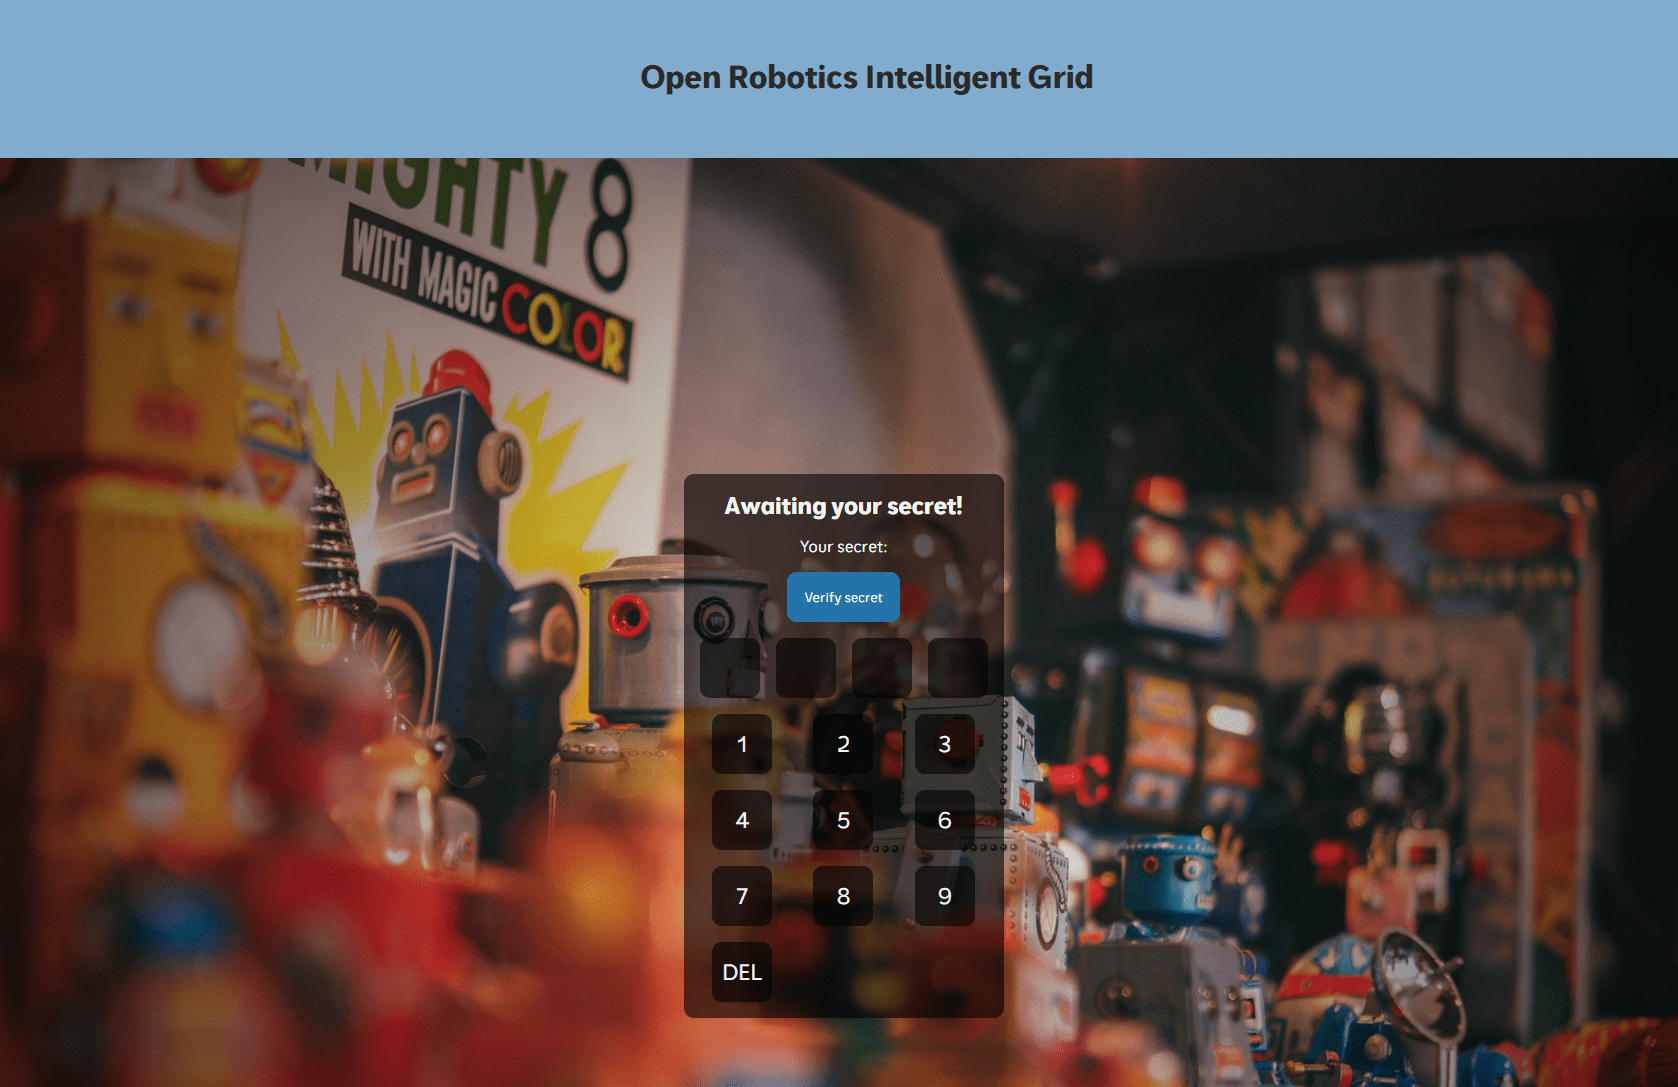 Open Robotics Intelligent Grid
MIGHTY 8
WITH MAGIC COLOR
Awaiting your secret!
Your secret:
Verify secret
1 2 3
4 5 6
7 8 9
DEL